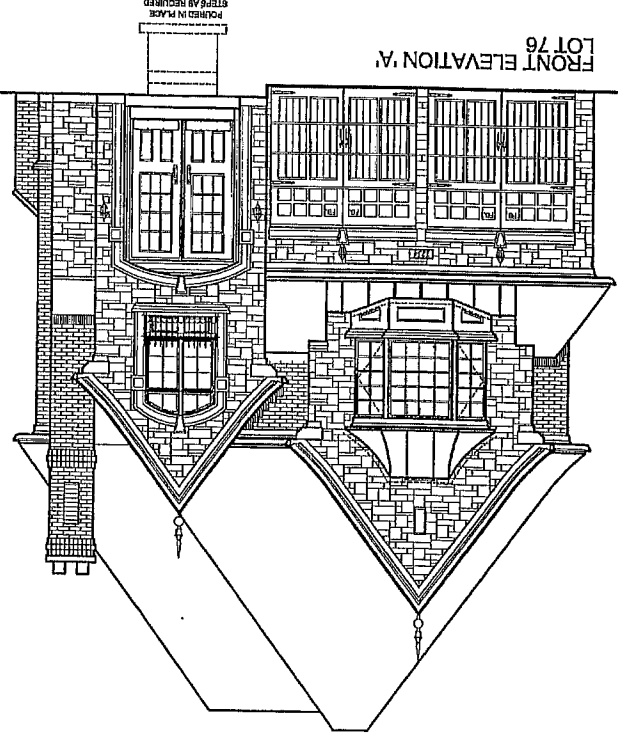 POURED IN PLACE
STEPS AS REQUIRED
FRONT ELEVATION 'A'
LOT 76